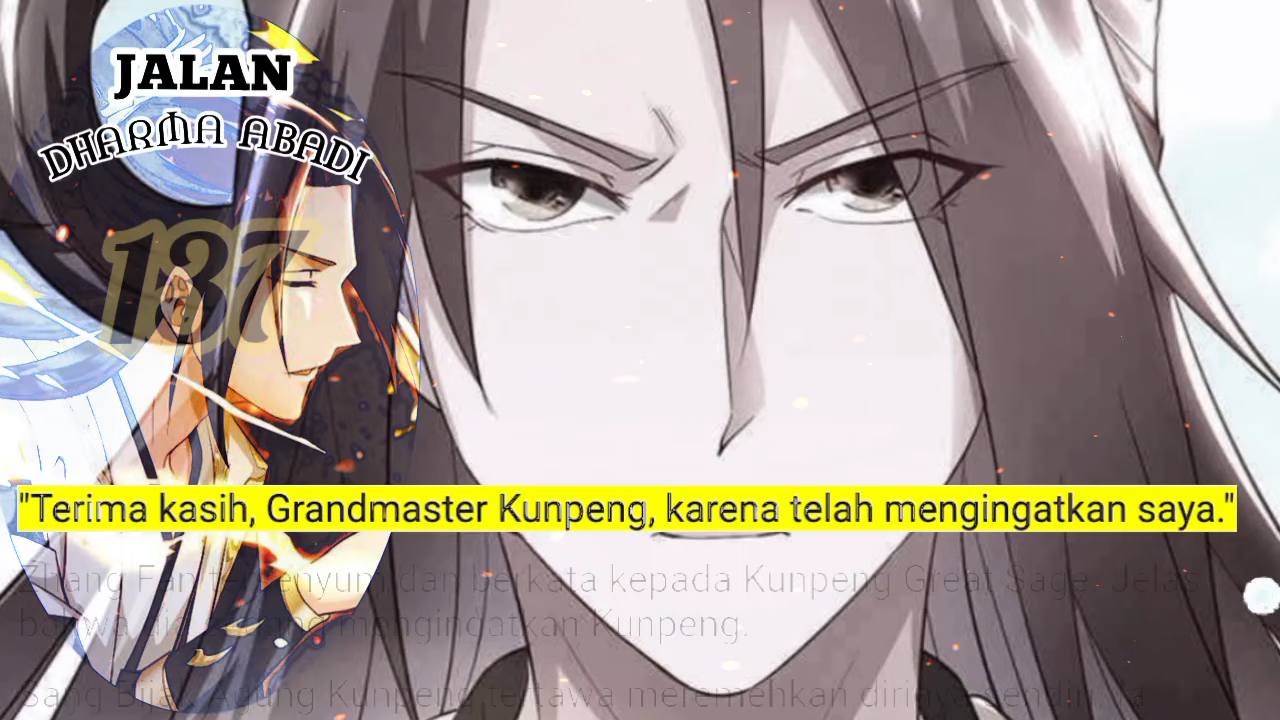 JALAN
DHARMA ABADI
137
"Terima kasih, Grandmaster Kunpeng, karena telah mengingatkan saya."
Zhang Fan tersenyum dan berkata kepada Kunpeng Great Sage. Jelas
bahwa dia mengingatkan Kunpeng.
Sang Bijak Agung Kunpeng tertawa meremehkan dirinya sendiri.